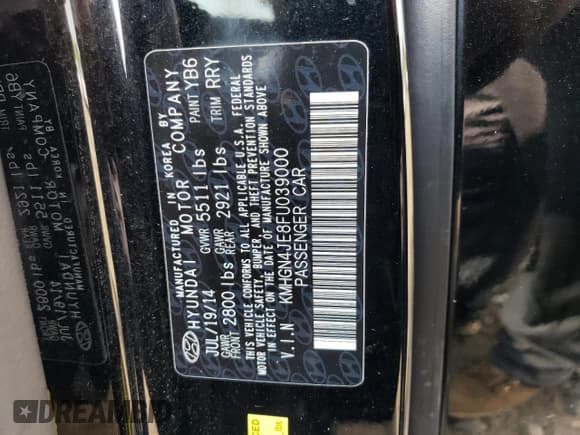 MANUFACTURED IN KOREA BY
HYUNDAI MOTOR COMPANY
JUL/19/14 GVWR 5511 lbs PAINT YB6
GAWR FRONT 2800 lbs GAWR REAR 2921 lbs TRIM RRY
THIS VEHICLE CONFORMS TO ALL APPLICABLE U.S.A. FEDERAL
MOTOR VEHICLE SAFETY, BUMPER, AND THEFT PREVENTION STANDARDS
IN EFFECT ON THE DATE OF MANUFACTURE SHOWN ABOVE
V.I.N KMHGN4JE8FU039000
PASSENGER CAR
DREAMBID